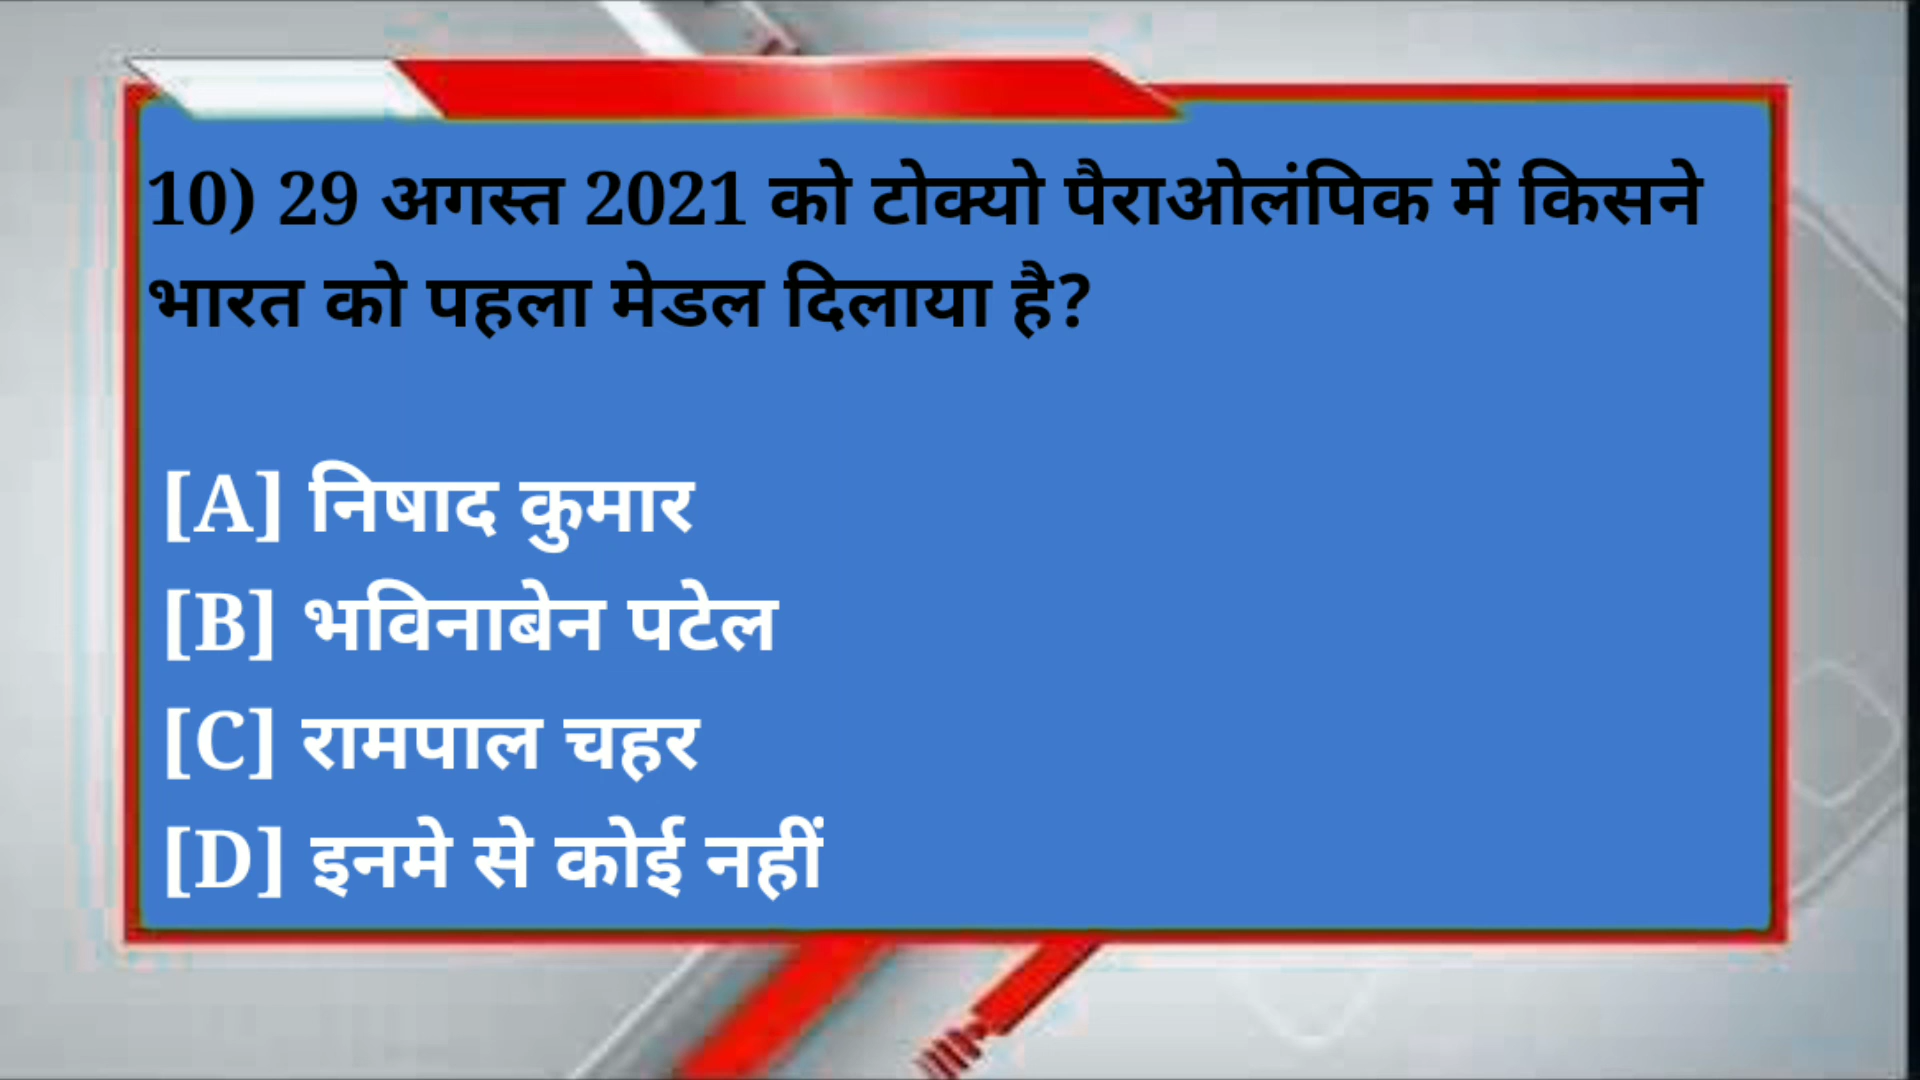 10) 29 अगस्त 2021 को टोक्यो पैराओलंपिक में किसने
भारत को पहला मेडल दिलाया है?
[A] निषाद कुमार
[B] भविनाबेन पटेल
[C] रामपाल चहर
[D] इनमे से कोई नहीं